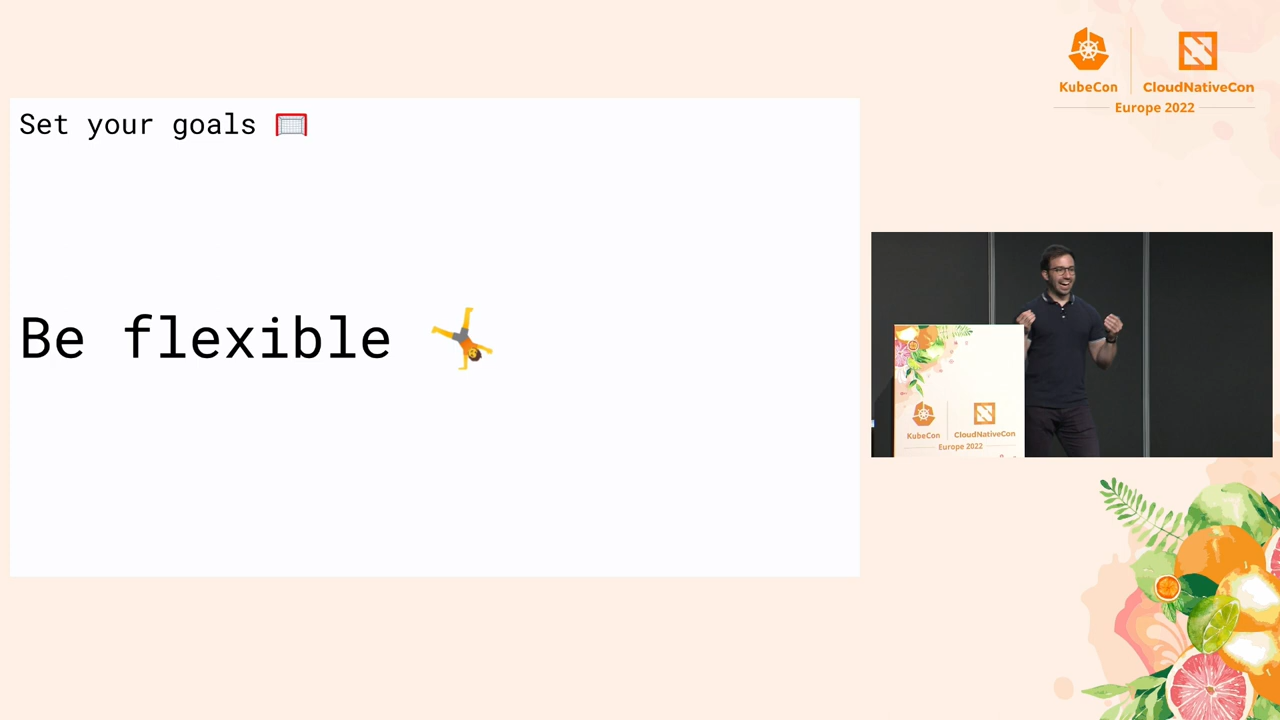 KubeCon
CloudNativeCon
Europe 2022
Set your goals 🥅
Be flexible 🤸
KubeCon
CloudNativeCon
Europe 2022